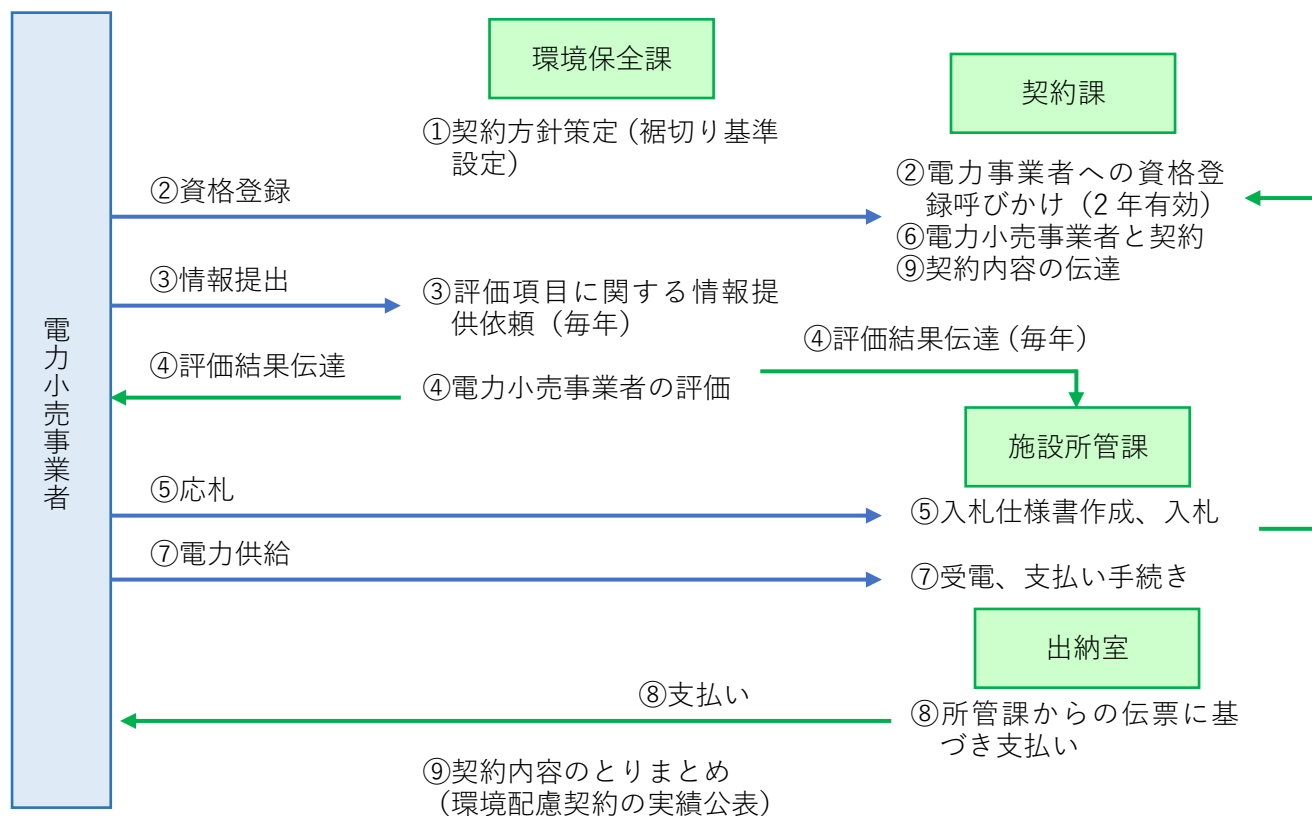 環境保全課
契約課
①契約方針策定（裾切り基準
設定）
②資格登録
②電力事業者への資格登
録呼びかけ（2 年有効）
⑥電力小売事業者と契約
⑨契約内容の伝達
③情報提出
③評価項目に関する情報提
供依頼（毎年）
電力小売事業者
④評価結果伝達（毎年）
④評価結果伝達
④電力小売事業者の評価
施設所管課
⑤応札
⑤入札仕様書作成、入札
⑦電力供給
⑦受電、支払い手続き
出納室
⑧支払い
⑧所管課からの伝票に基
づき支払い
⑨契約内容のとりまとめ
（環境配慮契約の実績公表）